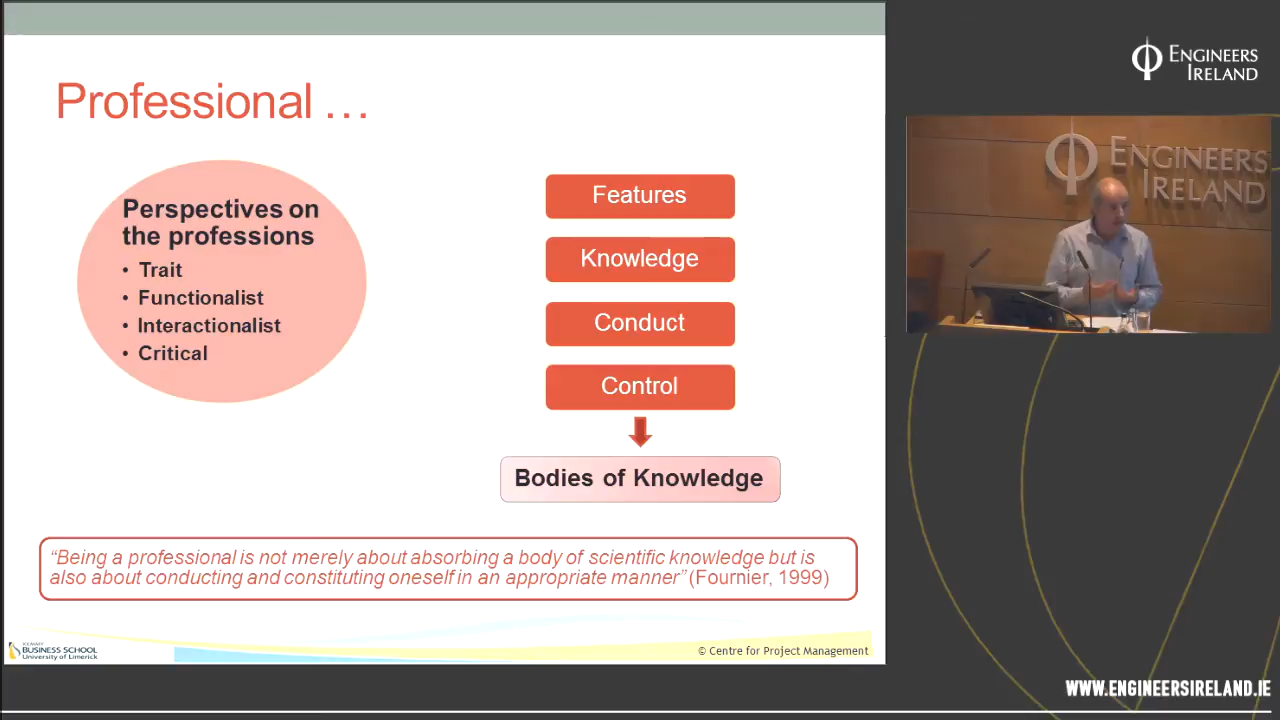 Professional …
Perspectives on
the professions
• Trait
• Functionalist
• Interactionalist
• Critical
Features
Knowledge
Conduct
Control
Bodies of Knowledge
“Being a professional is not merely about absorbing a body of scientific knowledge but is
also about conducting and constituting oneself in an appropriate manner” (Fournier, 1999)
KEMMY
BUSINESS SCHOOL
University of Limerick
© Centre for Project Management
ENGINEERS
IRELAND
ENGINEERS
IRELAND
WWW.ENGINEERSIRELAND.IE